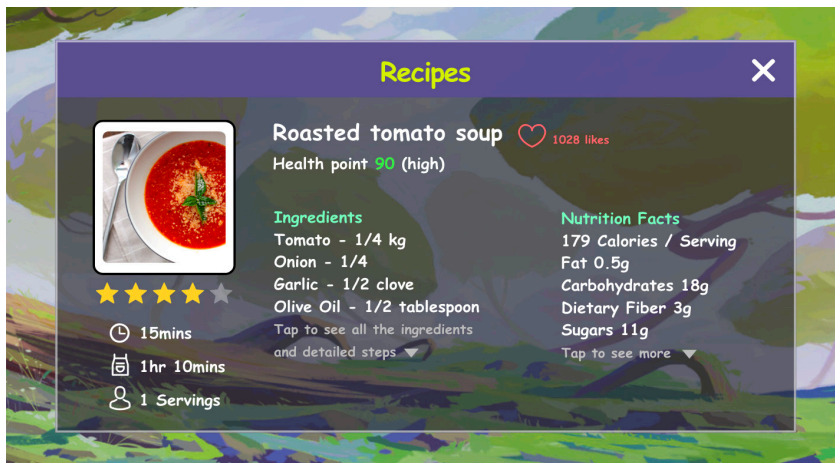 Recipes
Roasted tomato soup
1028 likes
Health point 90 (high)
Ingredients
Tomato - 1/4 kg
Onion - 1/4
Garlic - 1/2 clove
Olive Oil - 1/2 tablespoon
Tap to see all the ingredients
and detailed steps
Nutrition Facts
179 Calories / Serving
Fat 0.5g
Carbohydrates 18g
Dietary Fiber 3g
Sugars 11g
Tap to see more
15mins
1hr 10mins
1 Servings